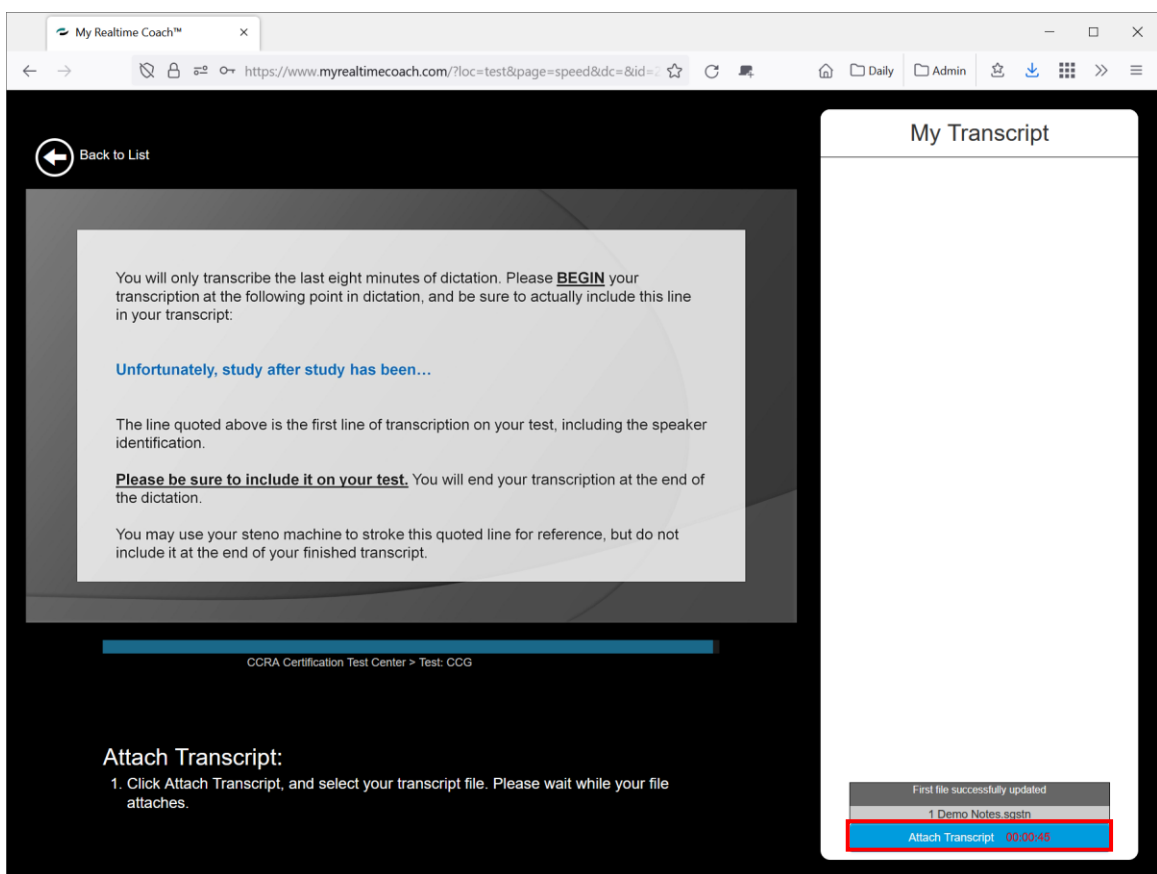 My Realtime Coach™
https://www.myrealtimecoach.com/?loc=test&page=speed&dc=&id=2
Daily
Admin
Back to List
My Transcript
You will only transcribe the last eight minutes of dictation. Please BEGIN your
transcription at the following point in dictation, and be sure to actually include this line
in your transcript:
Unfortunately, study after study has been…
The line quoted above is the first line of transcription on your test, including the speaker
identification.
Please be sure to include it on your test. You will end your transcription at the end of
the dictation.
You may use your steno machine to stroke this quoted line for reference, but do not
include it at the end of your finished transcript.
CCRA Certification Test Center > Test: CCG
Attach Transcript:
1. Click Attach Transcript, and select your transcript file. Please wait while your file
attaches.
First file successfully updated
1 Demo Notes.sgstn
Attach Transcript 00:00:45